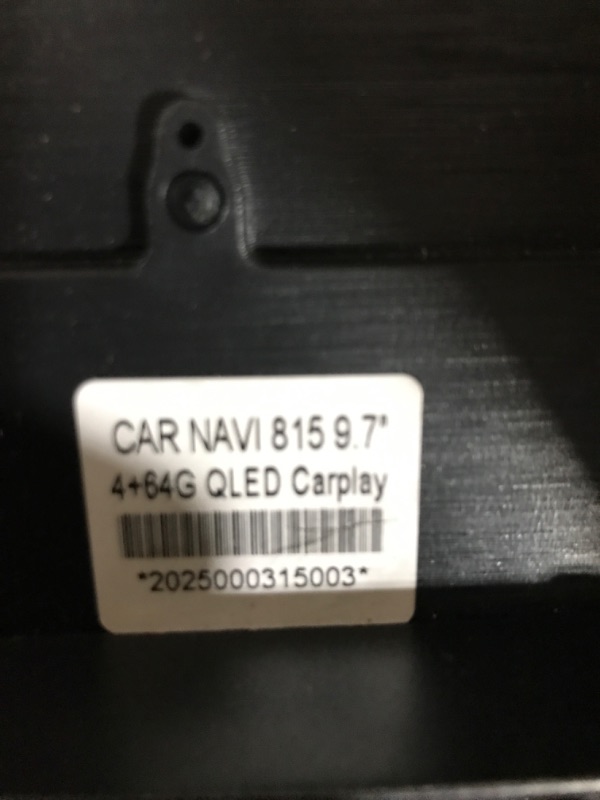 CAR NAVI 815 9.7"
4+64G QLED Carplay
*2025000315003*